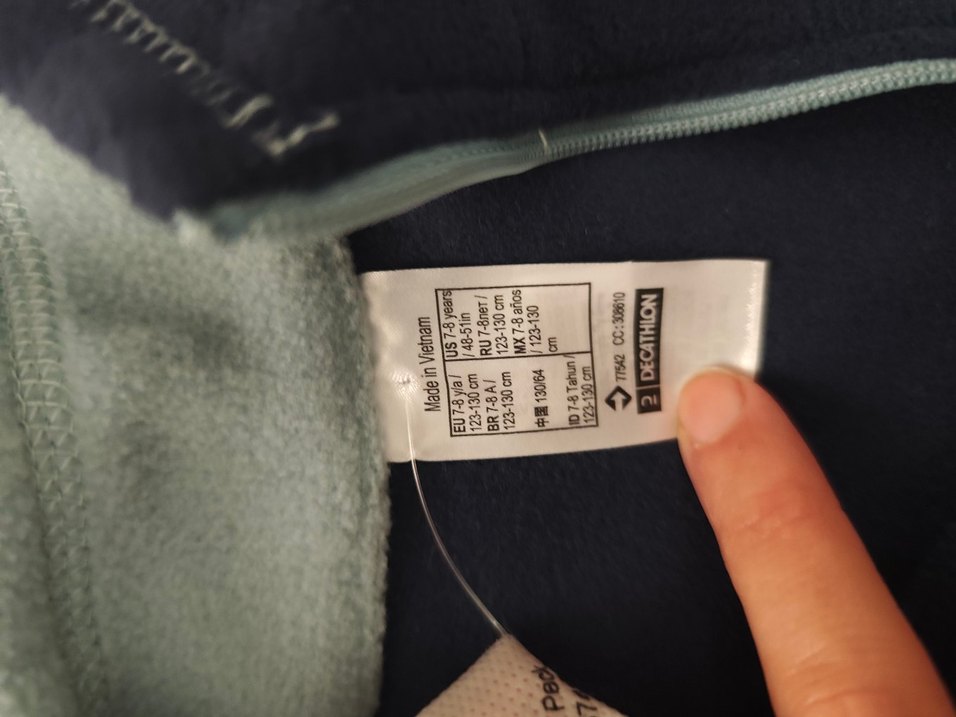 Made in Vietnam
EU 7-8 y/a /
123-130 cm
BR 7-8 A /
123-130 cm
中国 130/64
ID 7-8 Tahun /
123-130 cm
US 7-8 years
/ 48-51in
RU 7-8лет /
123-130 cm
MX 7-8 años
/ 123-130
cm
77542 CC: 308610
DECATHLON